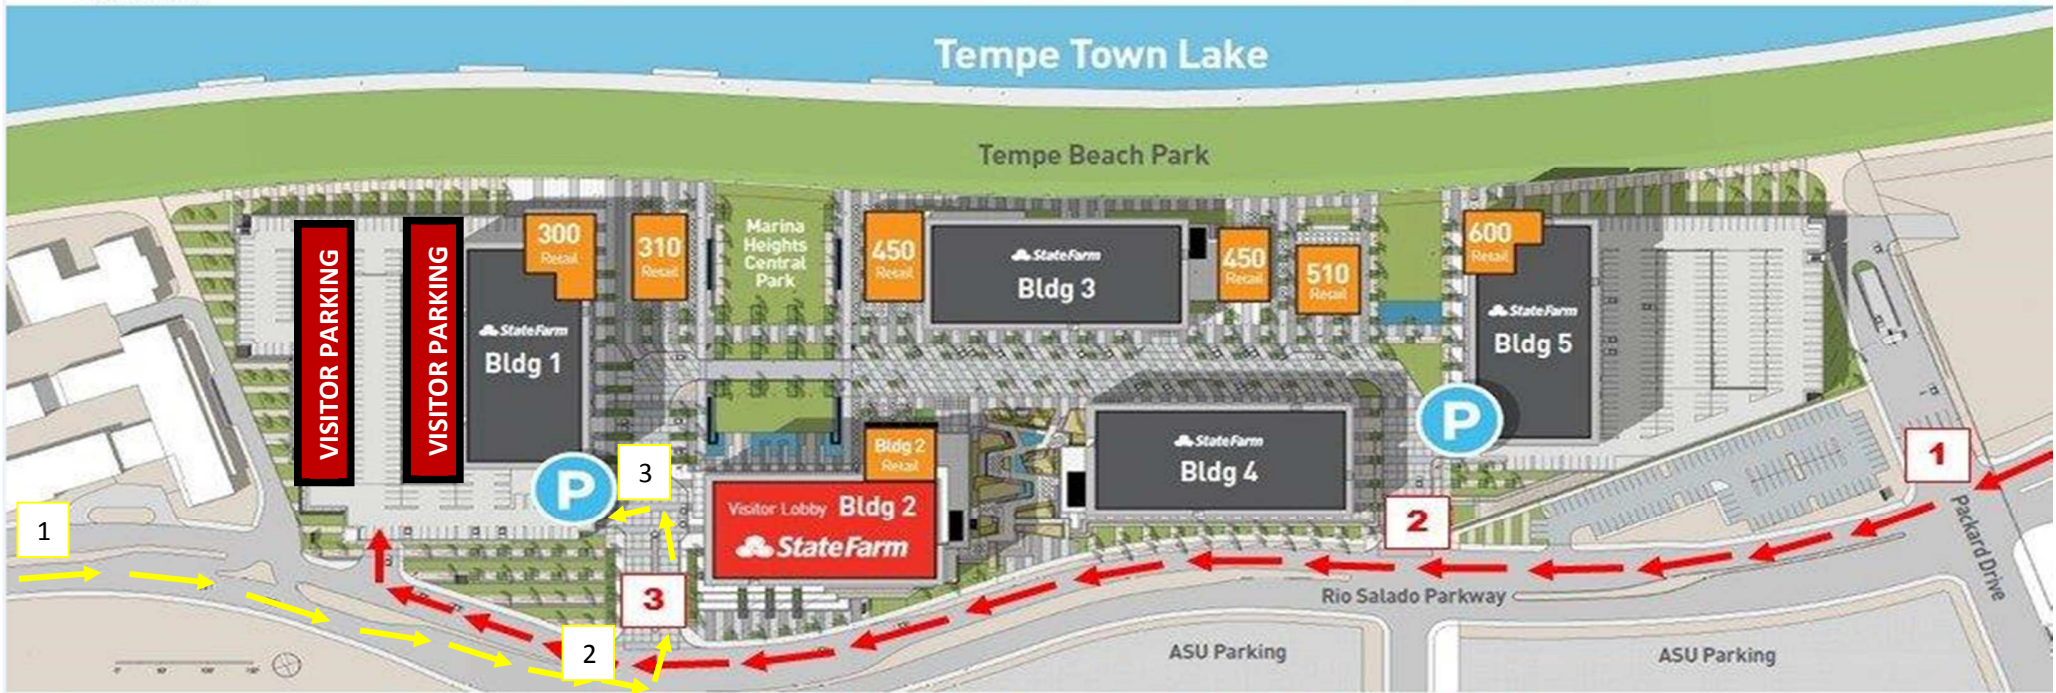 Tempe Town Lake
Tempe Beach Park
VISITOR PARKING
VISITOR PARKING
300
Retail
310
Retail
Marina
Heights
Central
Park
450
Retail
StateFarm
Bldg 3
450
Retail
510
Retail
600
Retail
StateFarm
Bldg 1
StateFarm
Bldg 5
P
3
Bldg 2
Retail
Visitor Lobby Bldg 2
StateFarm
StateFarm
Bldg 4
P
1
2
1
3
2
Packard Drive
Rio Salado Parkway
ASU Parking
ASU Parking